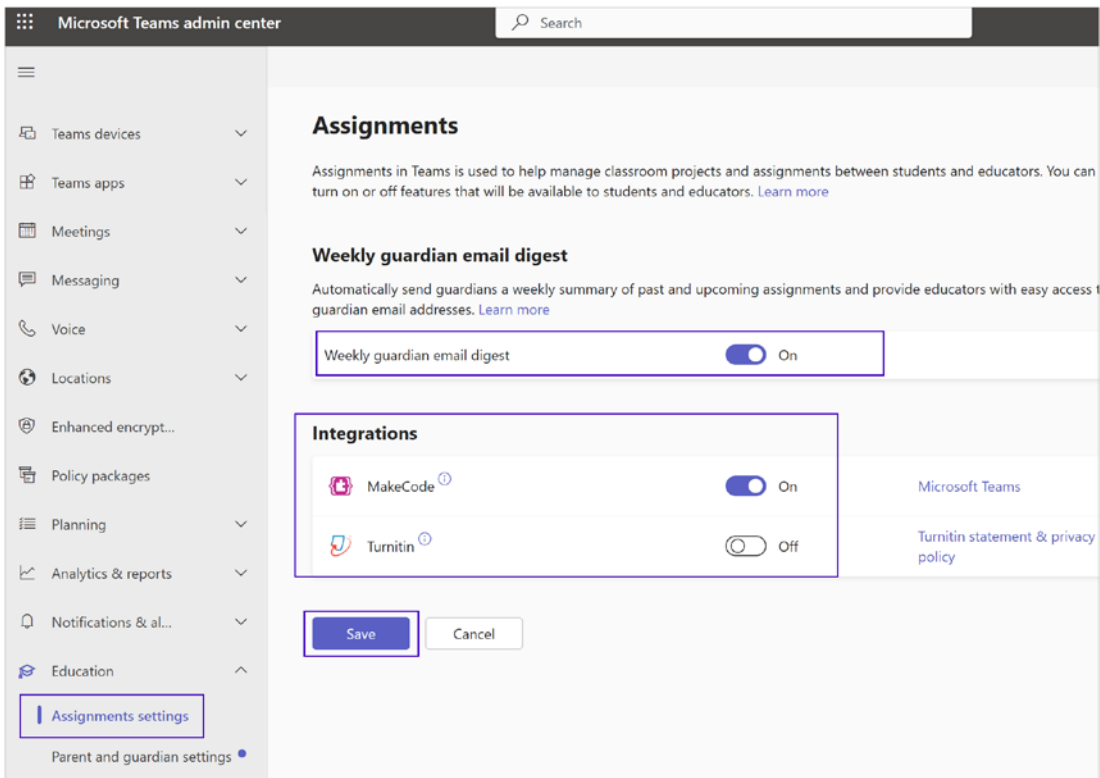 Microsoft Teams admin center
Search
Teams devices
Teams apps
Meetings
Messaging
Voice
Locations
Enhanced encrypt...
Policy packages
Planning
Analytics & reports
Notifications & al...
Education
Assignments settings
Parent and guardian settings
Assignments
Assignments in Teams is used to help manage classroom projects and assignments between students and educators. You can
turn on or off features that will be available to students and educators. Learn more
Weekly guardian email digest
Automatically send guardians a weekly summary of past and upcoming assignments and provide educators with easy access t
guardian email addresses. Learn more
Weekly guardian email digest On
Integrations
MakeCode On Microsoft Teams
Turnitin Off Turnitin statement & privacy
policy
Save Cancel